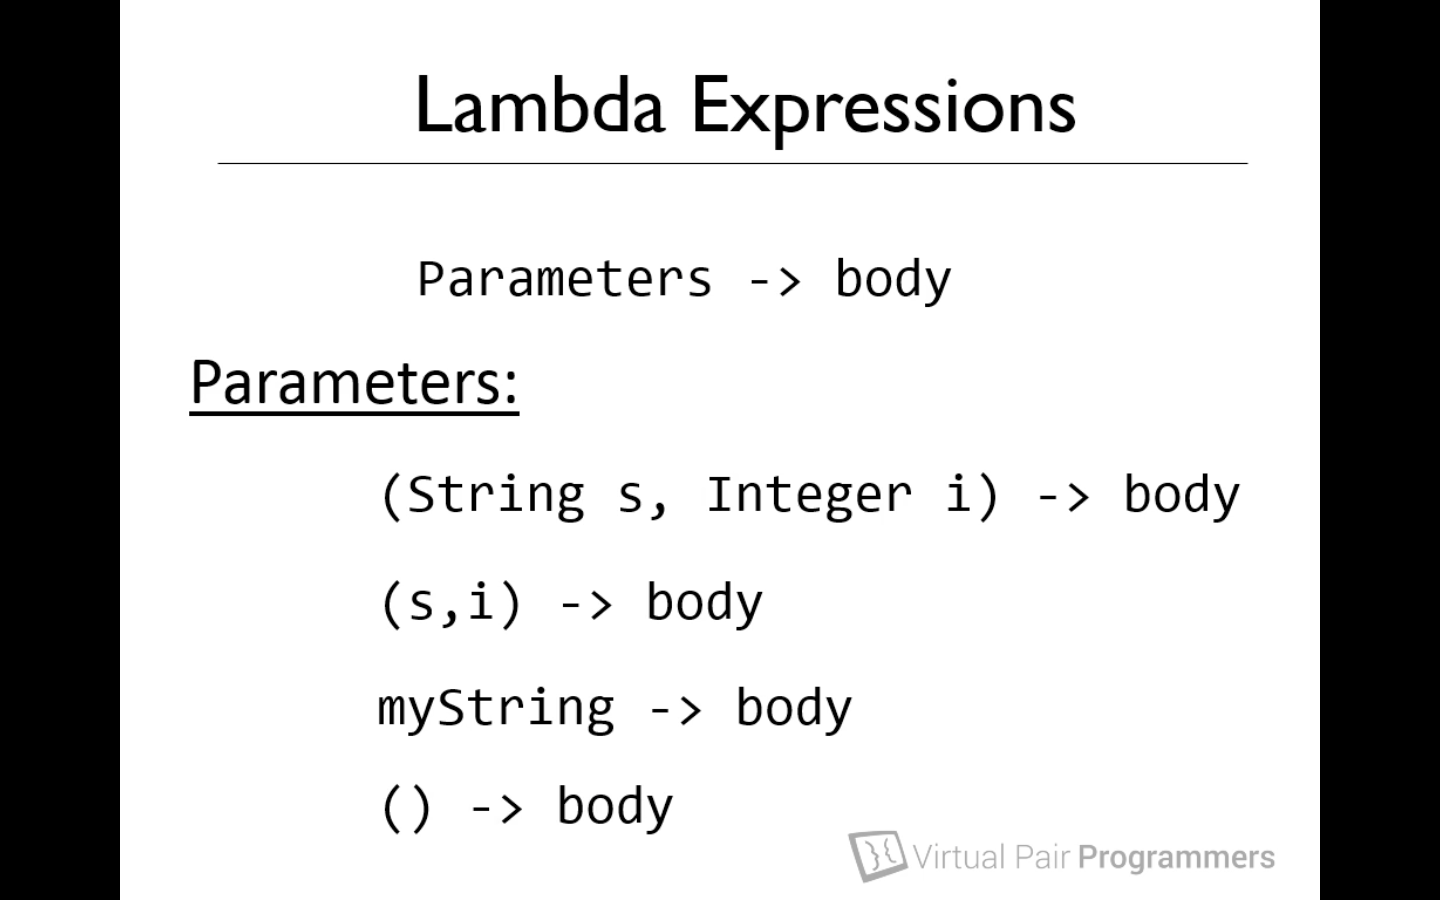 Lambda Expressions
Parameters -> body
Parameters:
(String s, Integer i) -> body
(s,i) -> body
myString -> body
() -> body
Virtual Pair Programmers